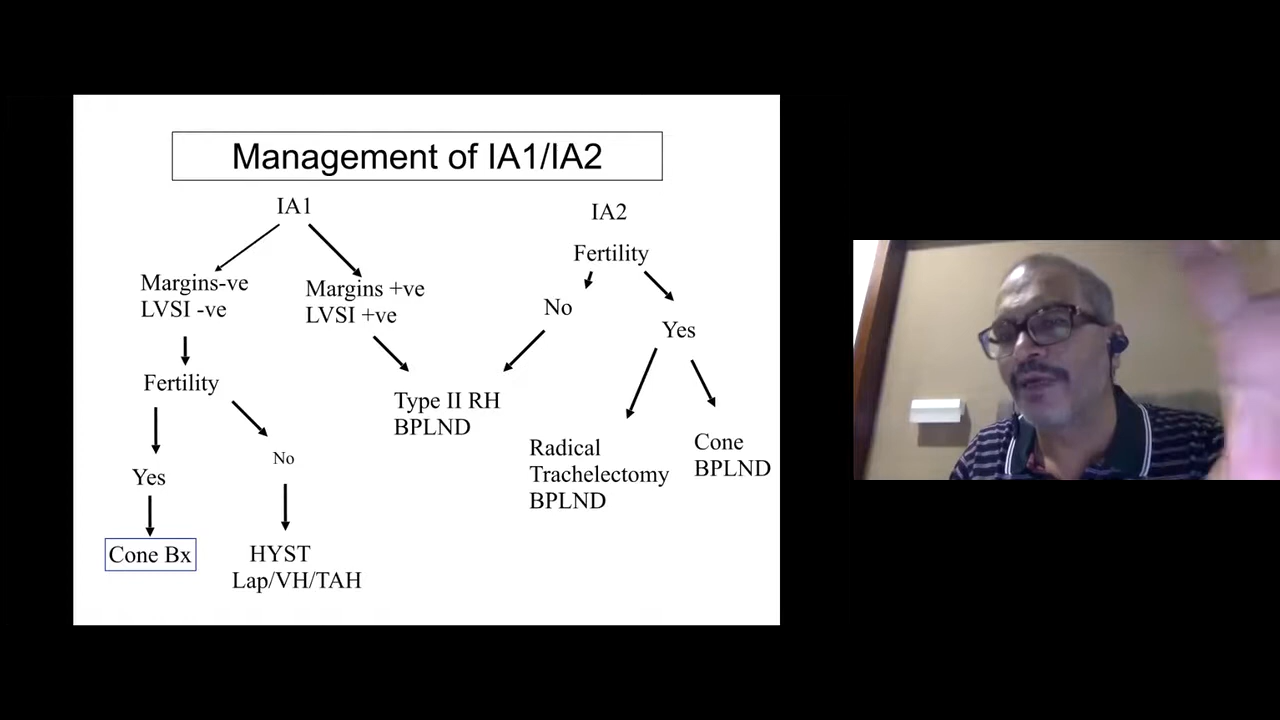 Management of IA1/IA2
IA1
IA2
Fertility
Margins-ve
LVSI -ve
Margins +ve
LVSI +ve
No
Yes
Fertility
Type II RH
BPLND
Radical
Trachelectomy
BPLND
Cone
BPLND
No
Yes
Cone Bx
HYST
Lap/VH/TAH